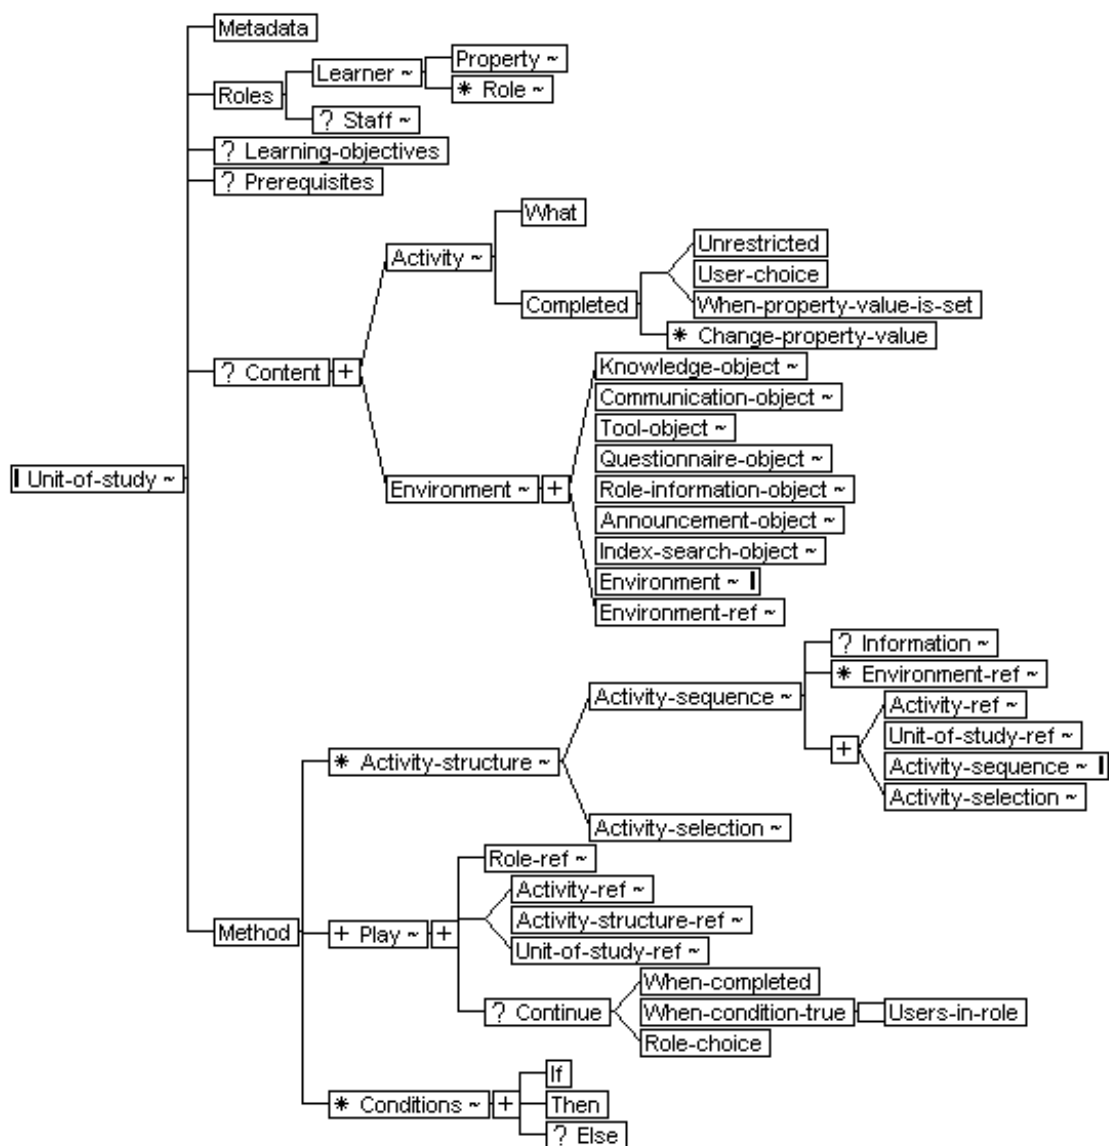 Metadata
Property ~
Learner ~
* Role ~
Roles
? Staff ~
? Learning-objectives
? Prerequisites
What
Unrestricted
Activity ~
User-choice
Completed
When-property-value-is-set
* Change-property-value
Knowledge-object ~
? Content +
Communication-object ~
Tool-object ~
Questionnaire-object ~
Unit-of-study ~
Environment ~ +
Role-information-object ~
Announcement-object ~
Index-search-object ~
Environment ~
Environment-ref ~
? Information ~
* Environment-ref ~
Activity-sequence ~
Activity-ref ~
Unit-of-study-ref ~
+
* Activity-structure ~
Activity-sequence ~
Activity-selection ~
Activity-selection ~
Role-ref ~
Activity-ref ~
Activity-structure-ref ~
Method
+ Play ~ +
Unit-of-study-ref ~
When-completed
? Continue
When-condition-true
Users-in-role
Role-choice
If
* Conditions ~ +
Then
? Else